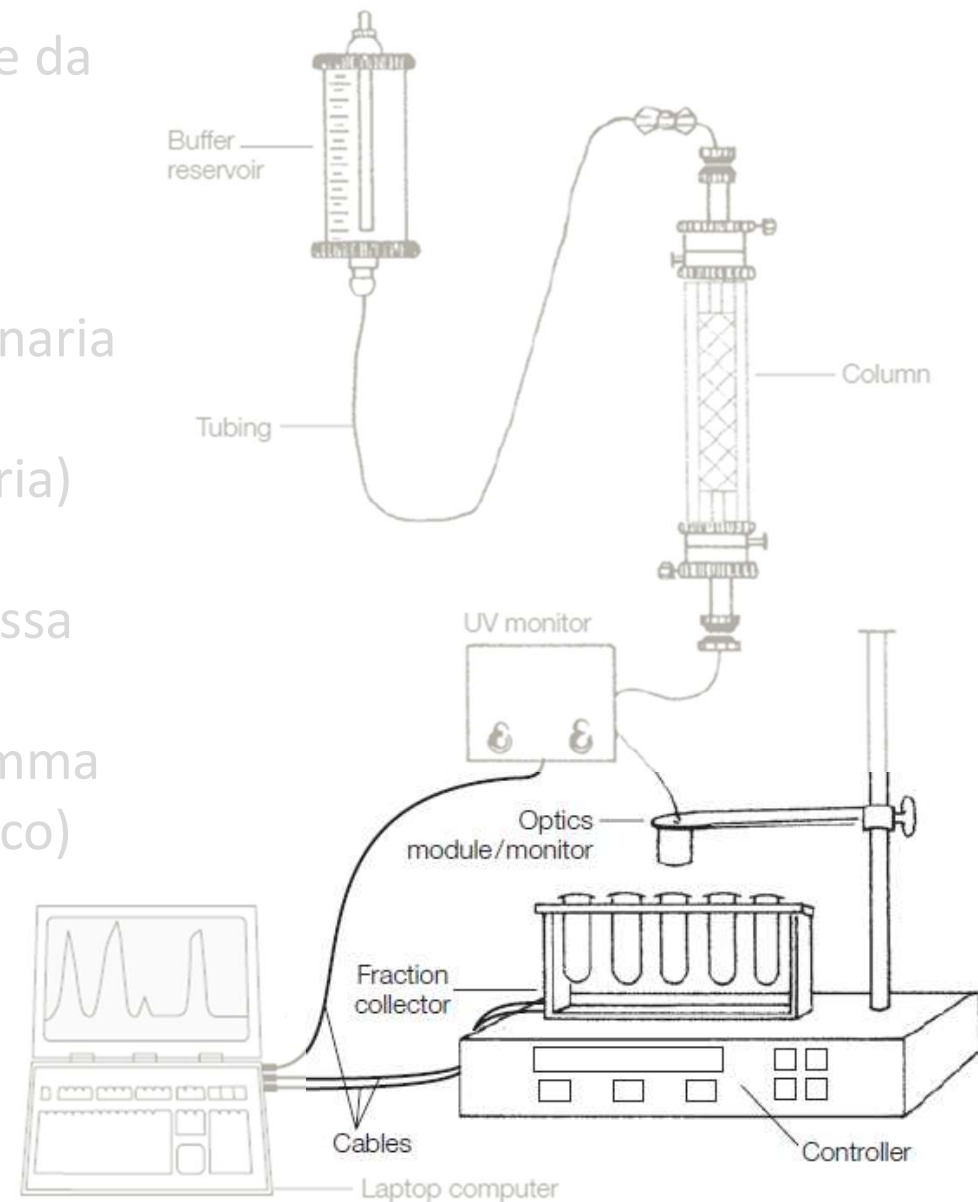 e da
naria
ria)
ssa
mma
co)
Buffer
reservoir
Tubing
Column
UV monitor
Optics
module/monitor
Fraction
collector
Cables
Controller
Laptop computer